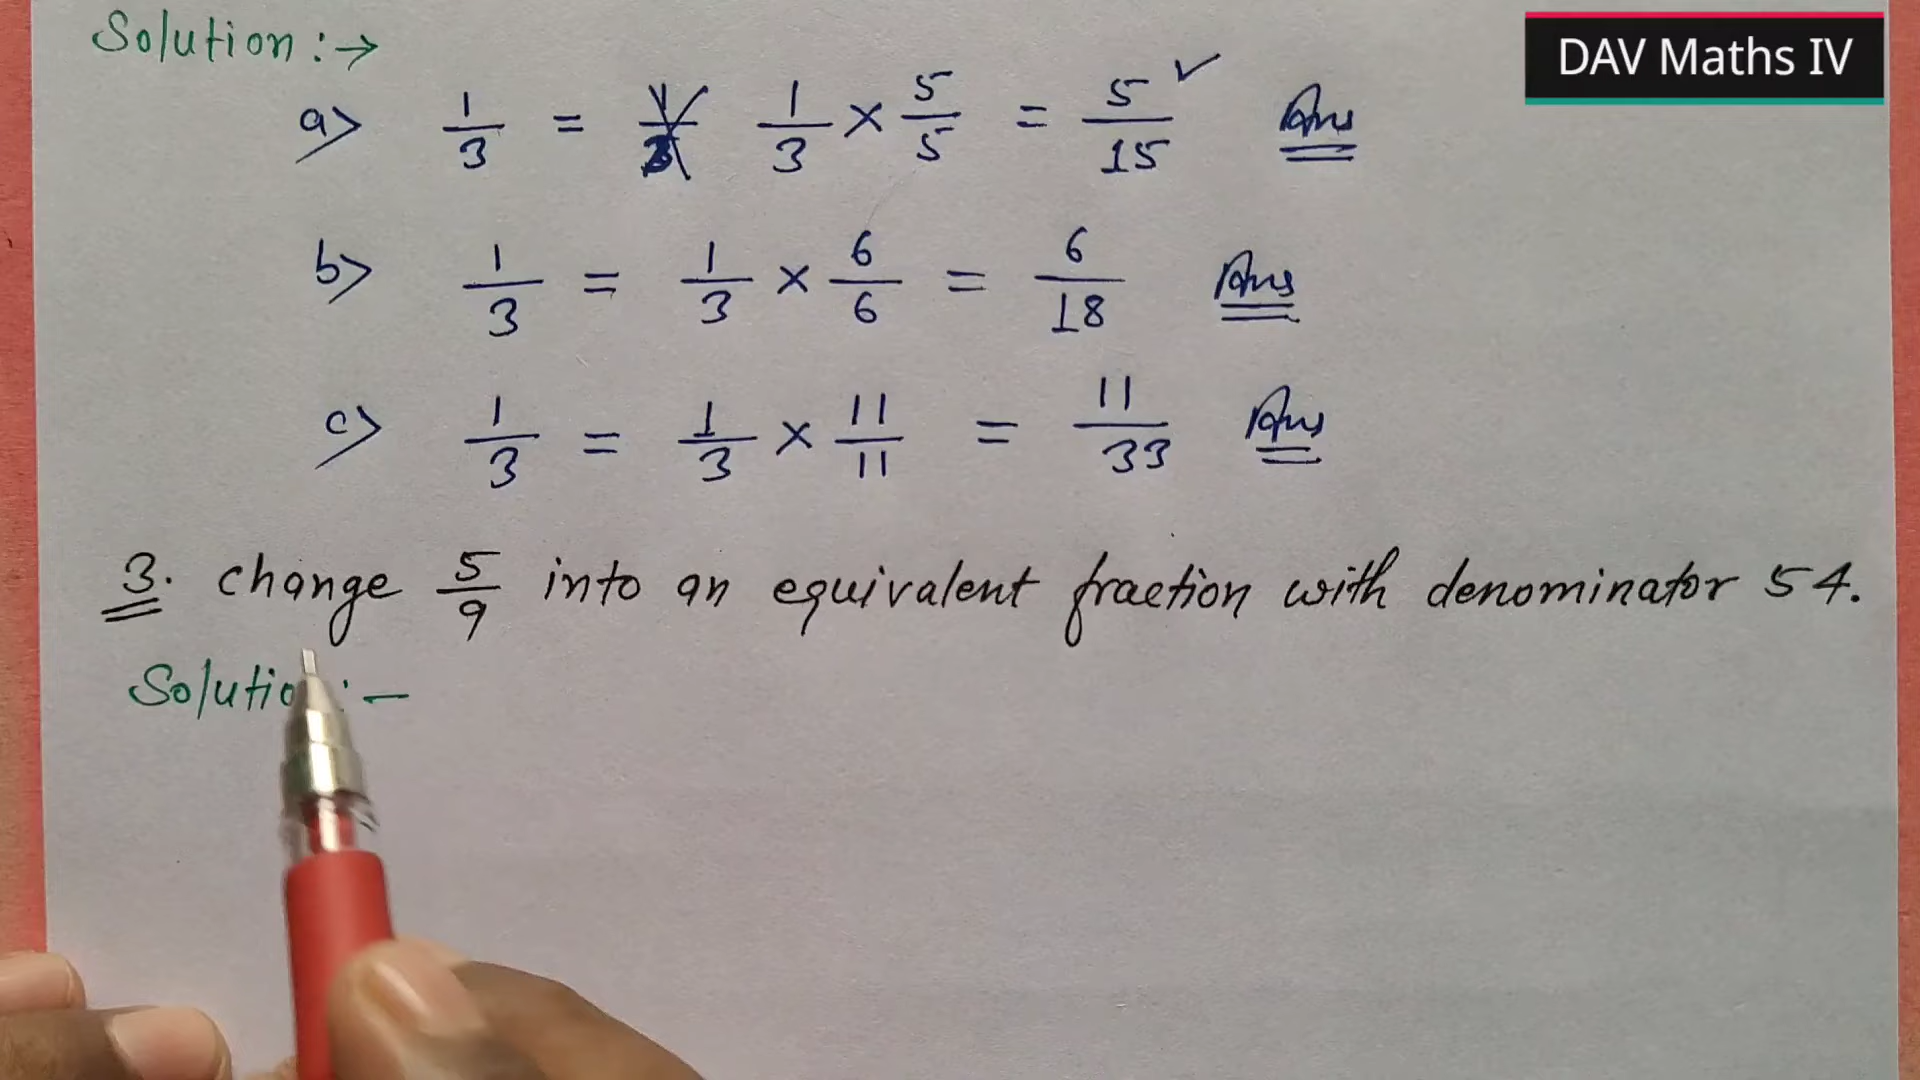 Solution :→
DAV Maths IV
a> 1/3 = 1/3 × 5/5 = 5/15 ✓ Ans
b> 1/3 = 1/3 × 6/6 = 6/18 Ans
c> 1/3 = 1/3 × 11/11 = 11/33 Ans
3. change 5/9 into an equivalent fraction with denominator 54.
Solution:—